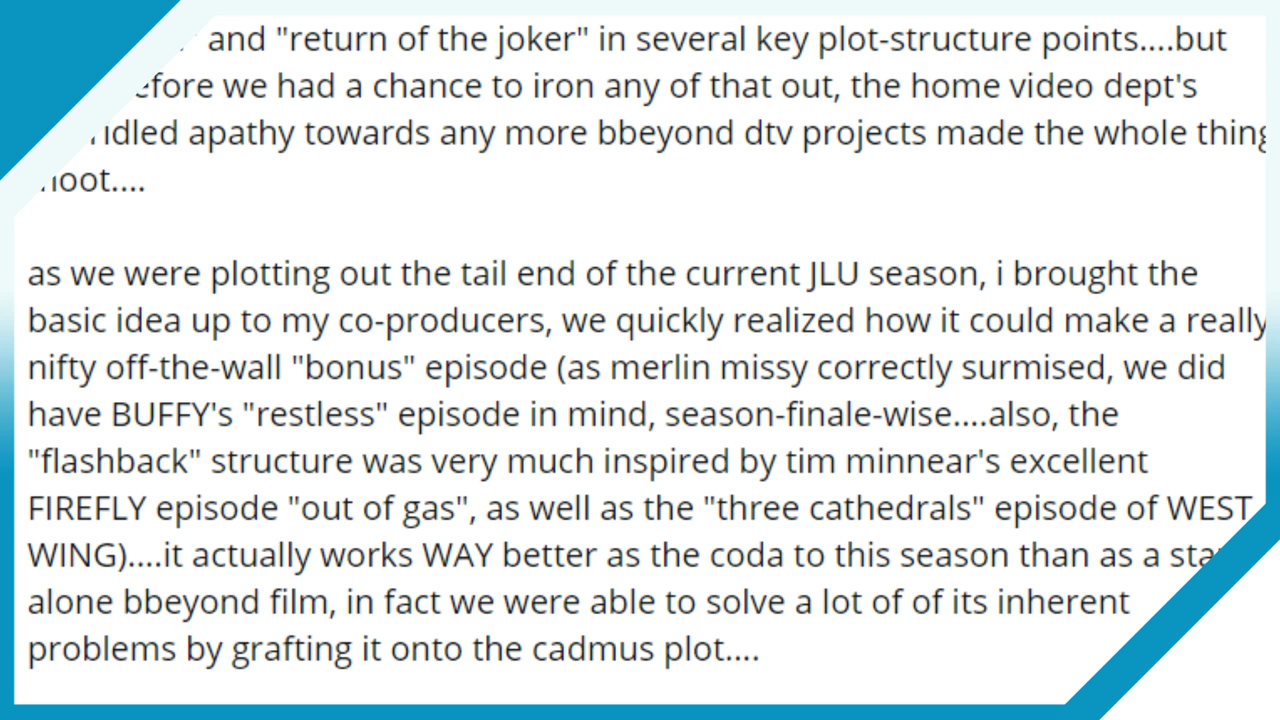 and "return of the joker" in several key plot-structure points....but
we had a chance to iron any of that out, the home video dept's
apathy towards any more bbeyond dtv projects made the whole

as we were plotting out the tail end of the current JLU season, i brought the
basic idea up to my co-producers, we quickly realized how it could make a really
nifty off-the-wall "bonus" episode (as merlin missy correctly surmised, we did
have BUFFY's "restless" episode in mind, season-finale-wise....also, the
"flashback" structure was very much inspired by tim minnear's excellent
FIREFLY episode "out of gas", as well as the "three cathedrals" episode of WEST
WING)....it actually works WAY better as the coda to this season than as a
alone bbeyond film, in fact we were able to solve a lot of of its inherent
problems by grafting it onto the cadmus plot....